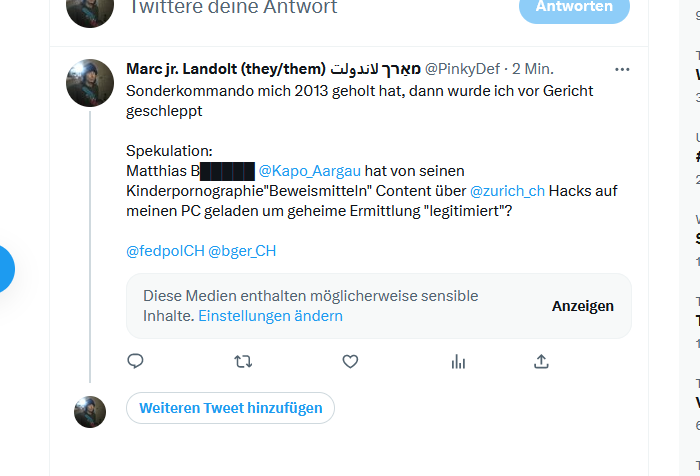 Twittere deine Antwort
Antworten
Marc jr. Landolt (they/them) מאַרך لاندولت @PinkyDef · 2 Min.
Sonderkommando mich 2013 geholt hat, dann wurde ich vor Gericht
geschleppt
Spekulation:
Matthias B @Kapo_Aargau hat von seinen
Kinderpornographie"Beweismitteln" Content über @zurich_ch Hacks auf
meinen PC geladen um geheime Ermittlung "legitimiert"?
@fedpolCH @bger_CH
Diese Medien enthalten möglicherweise sensible
Inhalte. Einstellungen ändern
Anzeigen
Weiteren Tweet hinzufügen